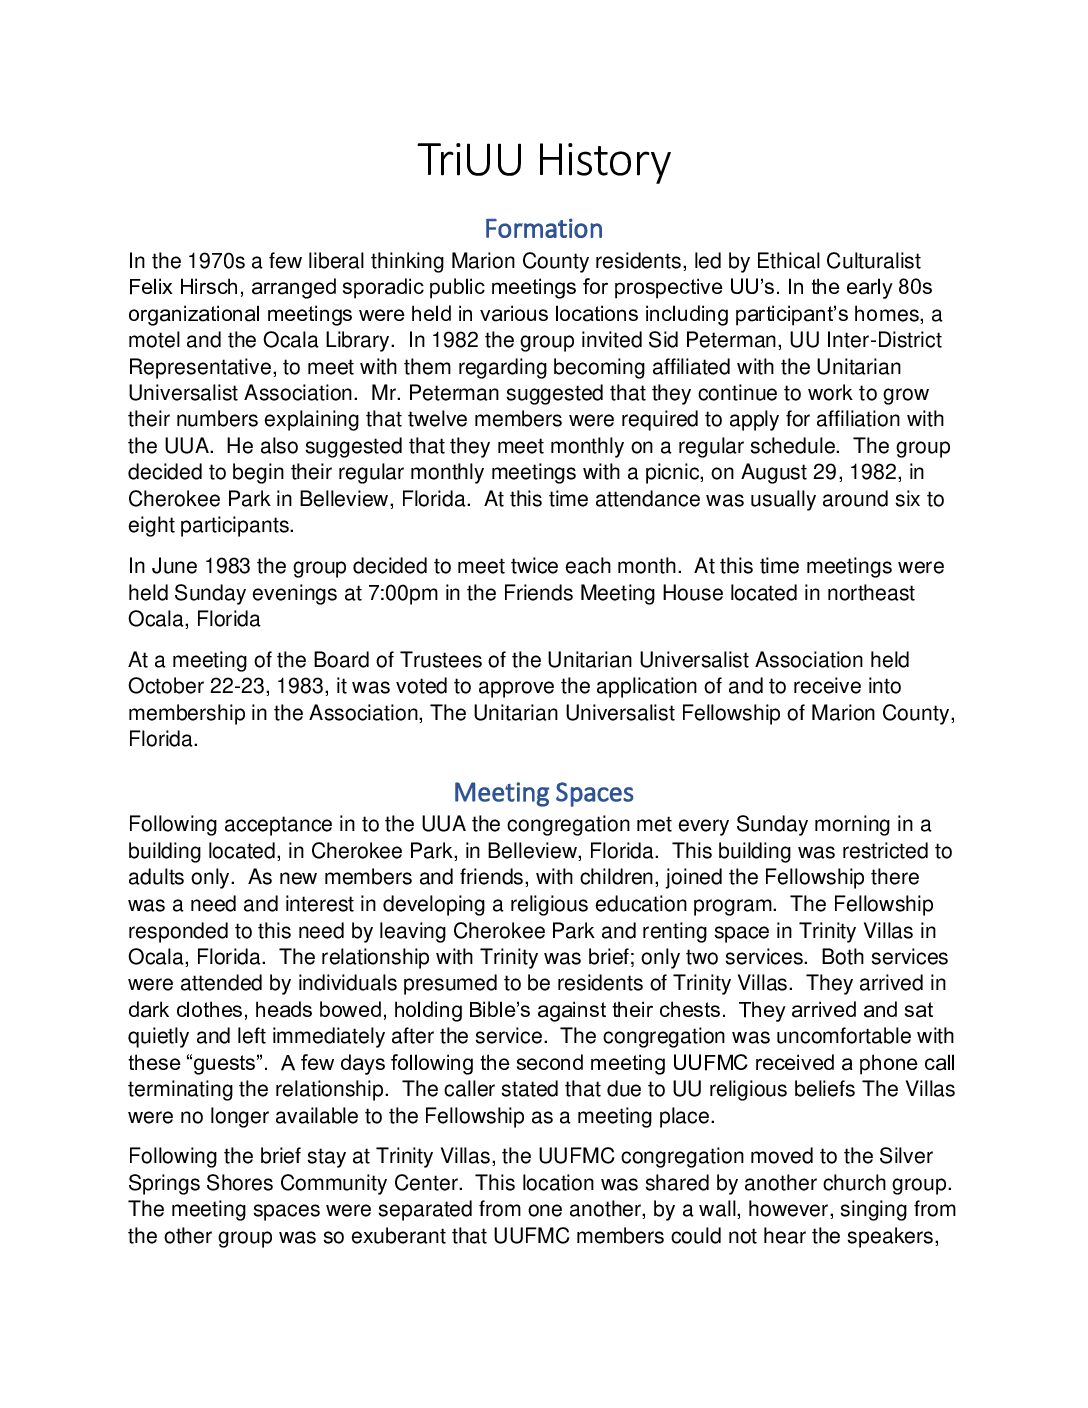 TriUU History
Formation
In the 1970s a few liberal thinking Marion County residents, led by Ethical Culturalist
Felix Hirsch, arranged sporadic public meetings for prospective UU’s. In the early 80s
organizational meetings were held in various locations including participant’s homes, a
motel and the Ocala Library.  In 1982 the group invited Sid Peterman, UU Inter-District
Representative, to meet with them regarding becoming affiliated with the Unitarian
Universalist Association.  Mr. Peterman suggested that they continue to work to grow
their numbers explaining that twelve members were required to apply for affiliation with
the UUA.  He also suggested that they meet monthly on a regular schedule.  The group
decided to begin their regular monthly meetings with a picnic, on August 29, 1982, in
Cherokee Park in Belleview, Florida.  At this time attendance was usually around six to
eight participants.
In June 1983 the group decided to meet twice each month.  At this time meetings were
held Sunday evenings at 7:00pm in the Friends Meeting House located in northeast
Ocala, Florida
At a meeting of the Board of Trustees of the Unitarian Universalist Association held
October 22-23, 1983, it was voted to approve the application of and to receive into
membership in the Association, The Unitarian Universalist Fellowship of Marion County,
Florida.
Meeting Spaces
Following acceptance in to the UUA the congregation met every Sunday morning in a
building located, in Cherokee Park, in Belleview, Florida.  This building was restricted to
adults only.  As new members and friends, with children, joined the Fellowship there
was a need and interest in developing a religious education program.  The Fellowship
responded to this need by leaving Cherokee Park and renting space in Trinity Villas in
Ocala, Florida.  The relationship with Trinity was brief; only two services.  Both services
were attended by individuals presumed to be residents of Trinity Villas.  They arrived in
dark clothes, heads bowed, holding Bible’s against their chests.  They arrived and sat
quietly and left immediately after the service.  The congregation was uncomfortable with
these “guests”.  A few days following the second meeting UUFMC received a phone call
terminating the relationship.  The caller stated that due to UU religious beliefs The Villas
were no longer available to the Fellowship as a meeting place.
Following the brief stay at Trinity Villas, the UUFMC congregation moved to the Silver
Springs Shores Community Center.  This location was shared by another church group.
The meeting spaces were separated from one another, by a wall, however, singing from
the other group was so exuberant that UUFMC members could not hear the speakers,